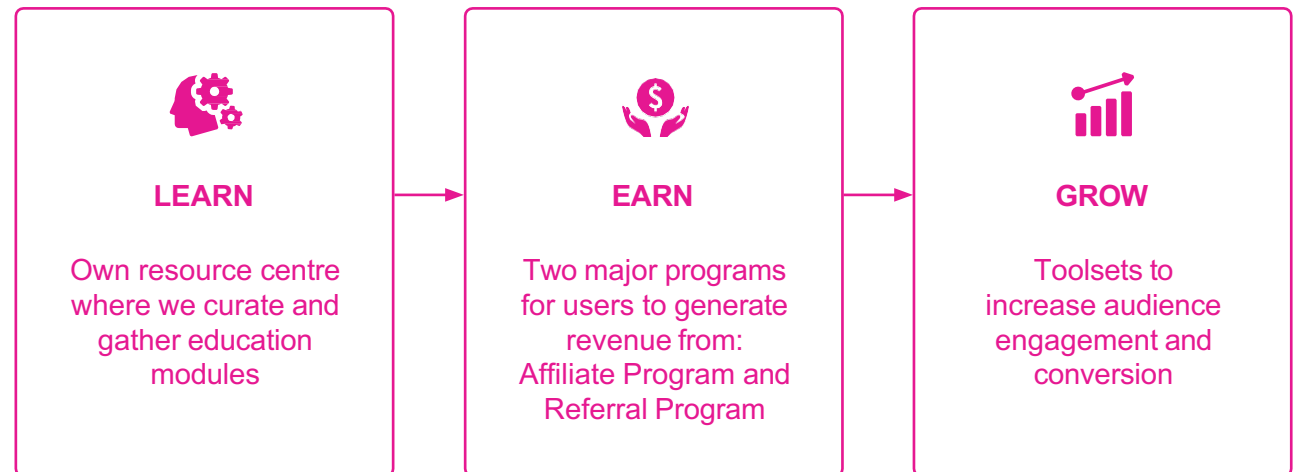 LEARN
Own resource centre
where we curate and
gather education
modules
EARN
Two major programs
for users to generate
revenue from:
Affiliate Program and
Referral Program
GROW
Toolsets to
increase audience
engagement and
conversion